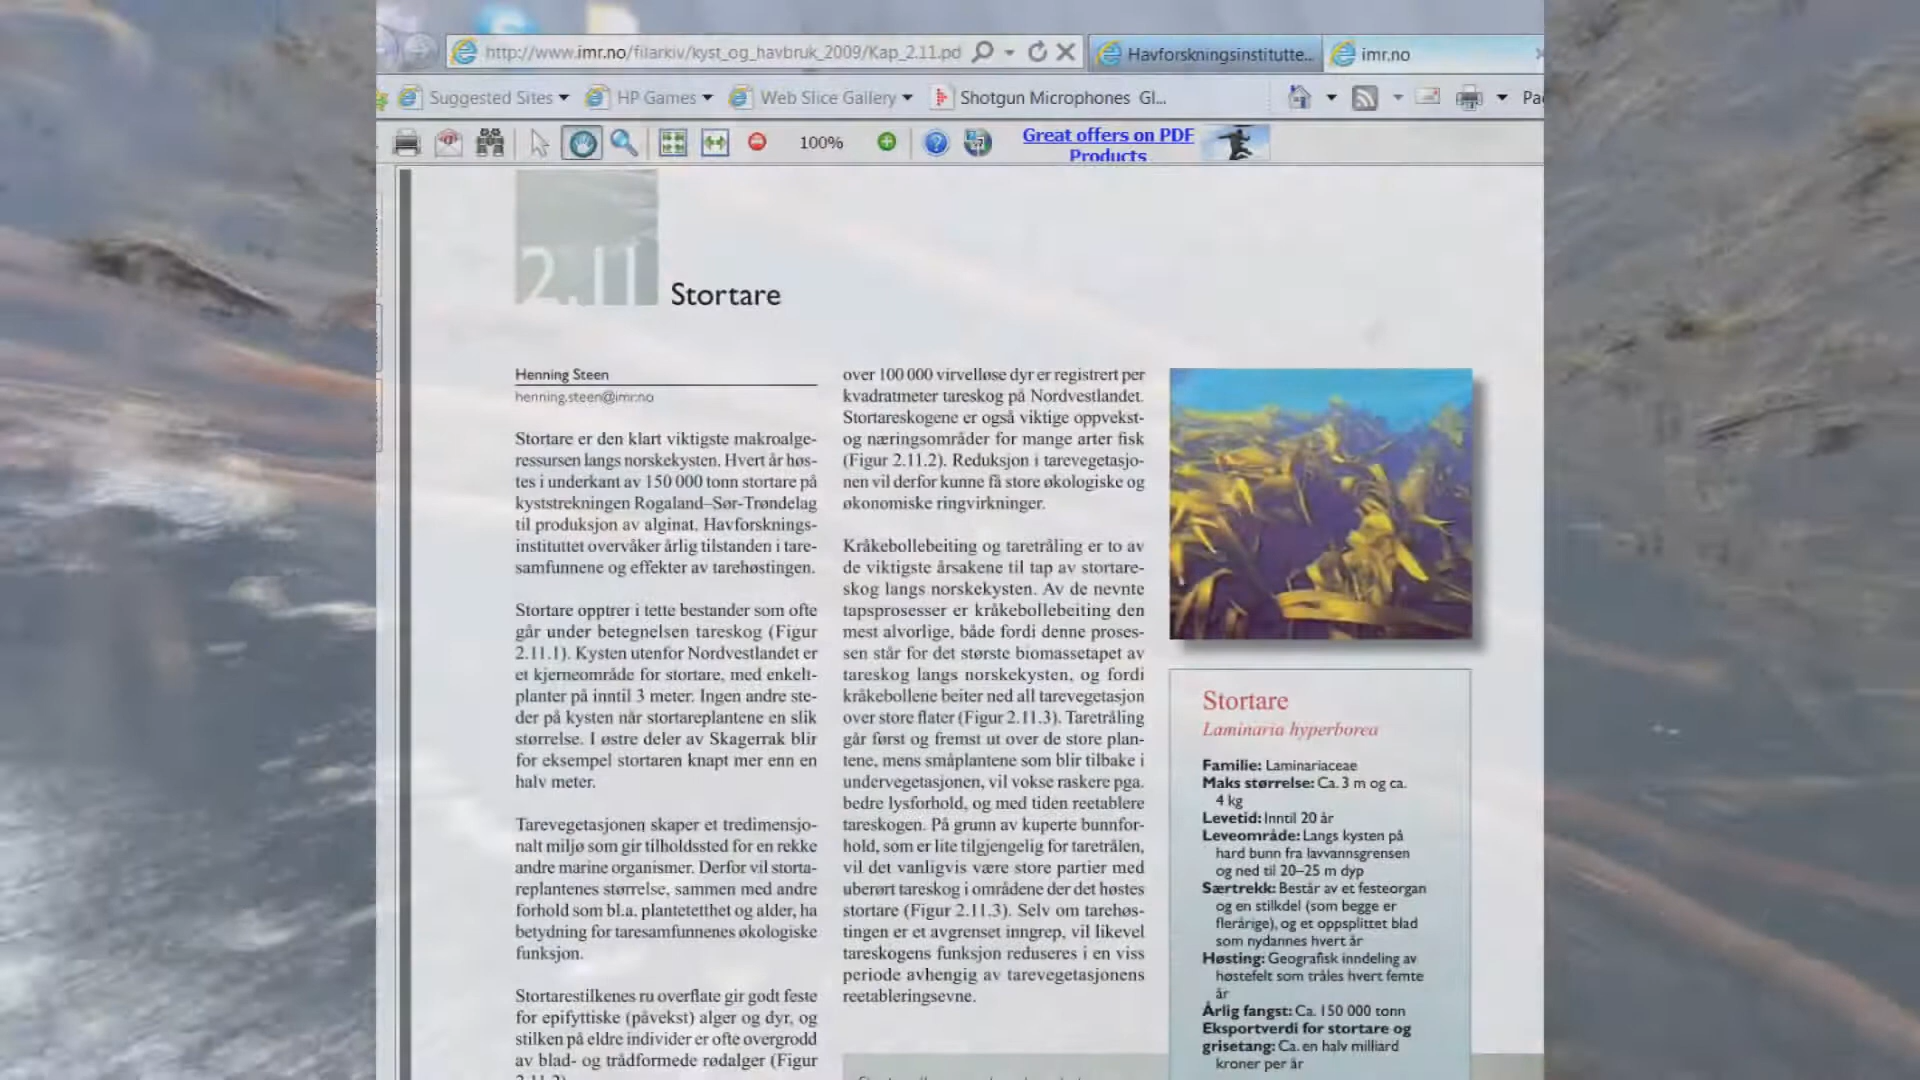 http://www.imr.no/filarkiv/kyst_og_havbruk_2009/Kap_2.11.pd
Havforskningsinstitutte...
imr.no
Suggested Sites
HP Games
Web Slice Gallery
Shotgun Microphones Gl...
100%
Great offers on PDF
Products
2.11
Stortare
Henning Steen
henning.steen@imr.no
Stortare er den klart viktigste makroalge-
ressursen langs norskekysten. Hvert år høs-
tes i underkant av 150 000 tonn stortare på
kyststrekningen Rogaland–Sør-Trøndelag
til produksjon av alginat. Havforsknings-
instituttet overvåker årlig tilstanden i tare-
samfunnene og effekter av tarehøstingen.
Stortare opptrer i tette bestander som ofte
går under betegnelsen tareskog (Figur
2.11.1). Kysten utenfor Nordvestlandet er
et kjerneområde for stortare, med enkelt-
planter på inntil 3 meter. Ingen andre ste-
der på kysten når stortareplantene en slik
størrelse. I østre deler av Skagerrak blir
for eksempel stortaren knapt mer enn en
halv meter.
Tarevegetasjonen skaper et tredimensjo-
nalt miljø som gir tilholdssted for en rekke
andre marine organismer. Derfor vil storta-
replantenes størrelse, sammen med andre
forhold som bl.a. plantetetthet og alder, ha
betydning for taresamfunnenes økologiske
funksjon.
Stortarestilkenes ru overflate gir godt feste
for epifyttiske (påvekst) alger og dyr, og
stilken på eldre individer er ofte overgrodd
av blad- og trådformede rødalger (Figur
over 100 000 virvelløse dyr er registrert per
kvadratmeter tareskog på Nordvestlandet.
Stortareskogene er også viktige oppvekst-
og næringsområder for mange arter fisk
(Figur 2.11.2). Reduksjon i tarevegetasjo-
nen vil derfor kunne få store økologiske og
økonomiske ringvirkninger.
Kråkebollebeiting og taretråling er to av
de viktigste årsakene til tap av stortare-
skog langs norskekysten. Av de nevnte
tapsprosesser er kråkebollebeiting den
mest alvorlige, både fordi denne proses-
sen står for det største biomassetapet av
tareskog langs norskekysten, og fordi
kråkebollene beiter ned all tarevegetasjon
over store flater (Figur 2.11.3). Taretråling
går først og fremst ut over de store plan-
tene, mens småplantene som blir tilbake i
undervegetasjonen, vil vokse raskere pga.
bedre lysforhold, og med tiden reetablere
tareskogen. På grunn av kuperte bunnfor-
hold, som er lite tilgjengelig for taretrålen,
vil det vanligvis være store partier med
uberørt tareskog i områdene der det høstes
stortare (Figur 2.11.3). Selv om tarehøs-
tingen er et avgrenset inngrep, vil likevel
tareskogens funksjon reduseres i en viss
periode avhengig av tarevegetasjonens
reetableringsevne.
Stortare
Laminaria hyperborea
Familie: Laminariaceae
Maks størrelse: Ca. 3 m og ca.
4 kg
Levetid: Inntil 20 år
Leveområde: Langs kysten på
hard bunn fra lavvannsgrensen
og ned til 20–25 m dyp
Særtrekk: Består av et festeorgan
og en stilkdel (som begge er
flerårige), og et oppsplittet blad
som nydannes hvert år
Høsting: Geografisk inndeling av
høstefelt som tråles hvert femte
år
Årlig fangst: Ca. 150 000 tonn
Eksportverdi for stortare og
grisetang: Ca. en halv milliard
kroner per år